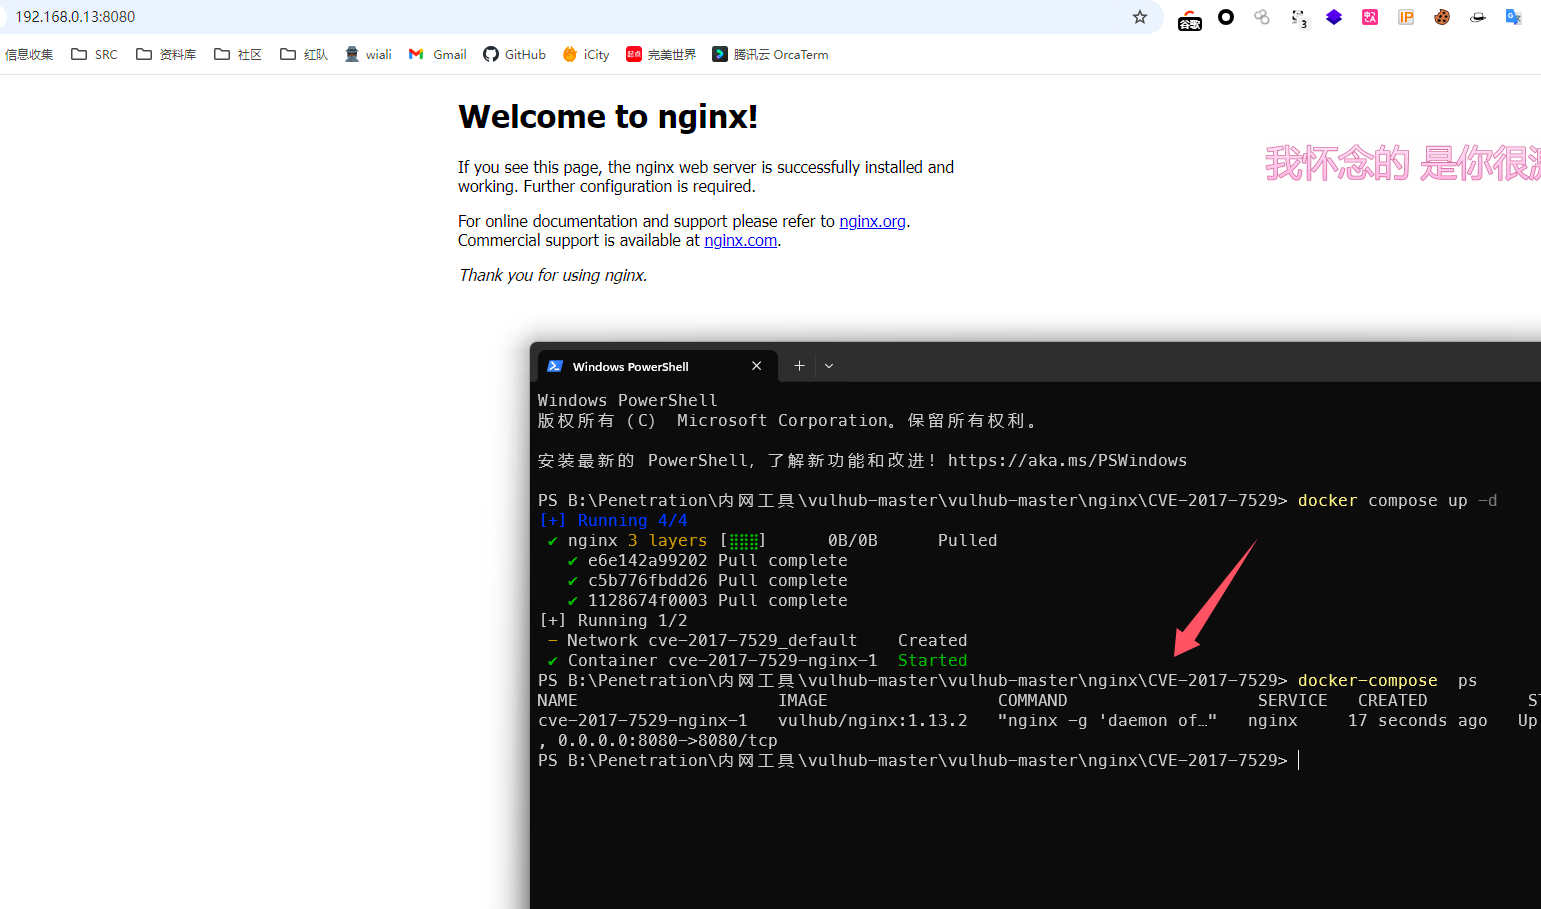 192.168.0.13:8080
谷歌
3
IP
信息收集 SRC 资料库 社区 红队 wiali Gmail GitHub iCity 起点 完美世界 腾讯云 OrcaTerm
Welcome to nginx!
If you see this page, the nginx web server is successfully installed and
working. Further configuration is required.
For online documentation and support please refer to nginx.org.
Commercial support is available at nginx.com.
Thank you for using nginx.
我怀念的 是你很
Windows PowerShell
Windows PowerShell
版权所有 (C) Microsoft Corporation。保留所有权利。
安装最新的 PowerShell，了解新功能和改进！https://aka.ms/PSWindows
PS B:\Penetration\内网工具\vulhub-master\vulhub-master\nginx\CVE-2017-7529> docker compose up -d
[+] Running 4/4
✔ nginx 3 layers [⣿⣿⣿] 0B/0B Pulled
✔ e6e142a99202 Pull complete
✔ c5b776fbdd26 Pull complete
✔ 1128674f0003 Pull complete
[+] Running 1/2
- Network cve-2017-7529_default Created
✔ Container cve-2017-7529-nginx-1 Started
PS B:\Penetration\内网工具\vulhub-master\vulhub-master\nginx\CVE-2017-7529> docker-compose ps
NAME IMAGE COMMAND SERVICE CREATED ST
cve-2017-7529-nginx-1 vulhub/nginx:1.13.2 "nginx -g 'daemon of…" nginx 17 seconds ago Up
, 0.0.0.0:8080->8080/tcp
PS B:\Penetration\内网工具\vulhub-master\vulhub-master\nginx\CVE-2017-7529>